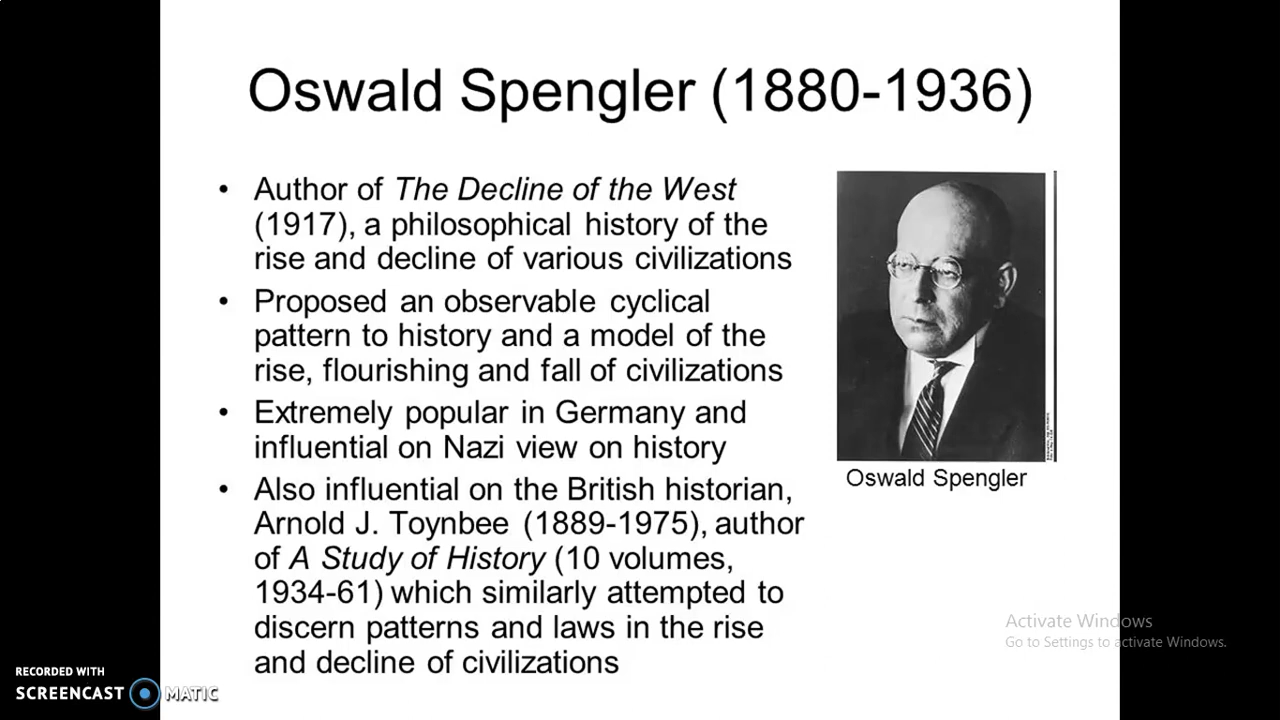 Oswald Spengler (1880-1936)
• Author of The Decline of the West
(1917), a philosophical history of the
rise and decline of various civilizations
• Proposed an observable cyclical
pattern to history and a model of the
rise, flourishing and fall of civilizations
• Extremely popular in Germany and
influential on Nazi view on history
• Also influential on the British historian,
Arnold J. Toynbee (1889-1975), author
of A Study of History (10 volumes,
1934-61) which similarly attempted to
discern patterns and laws in the rise
and decline of civilizations
Oswald Spengler
Activate Windows
Go to Settings to activate Windows.
RECORDED WITH
SCREENCAST MATIC